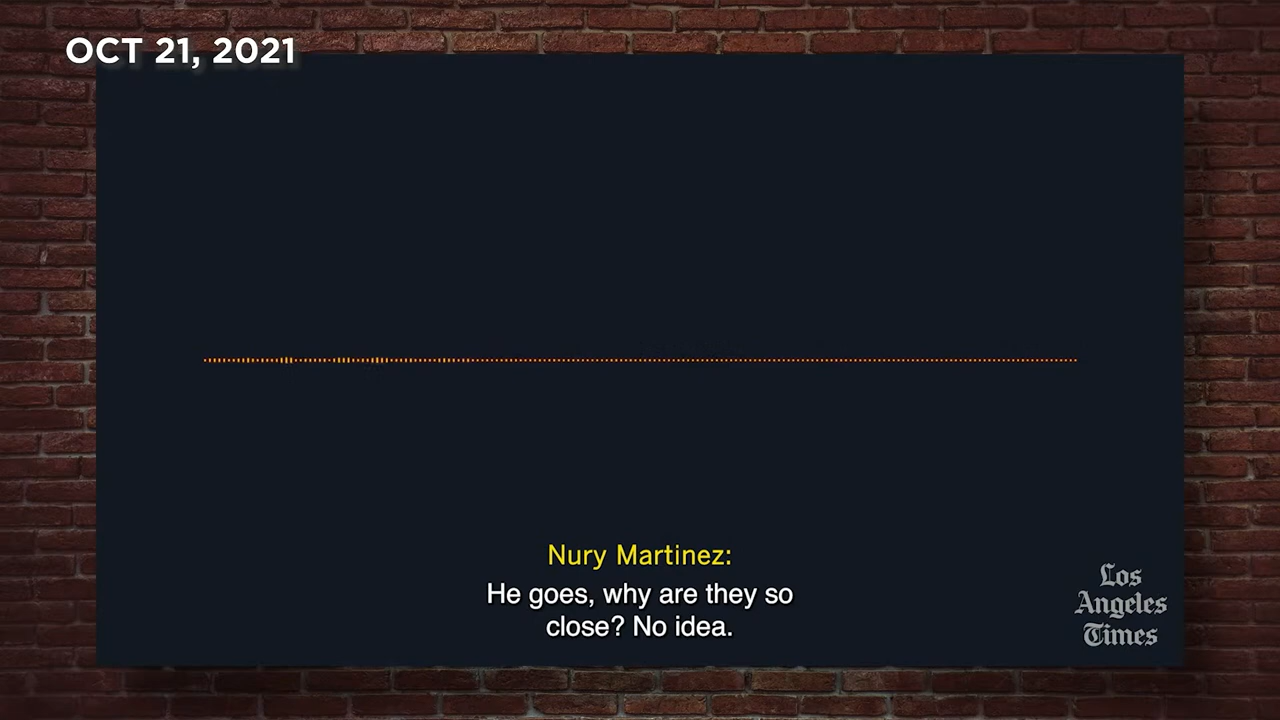 OCT 21, 2021
Nury Martinez:
He goes, why are they so
close? No idea.
Los
Angeles
Times